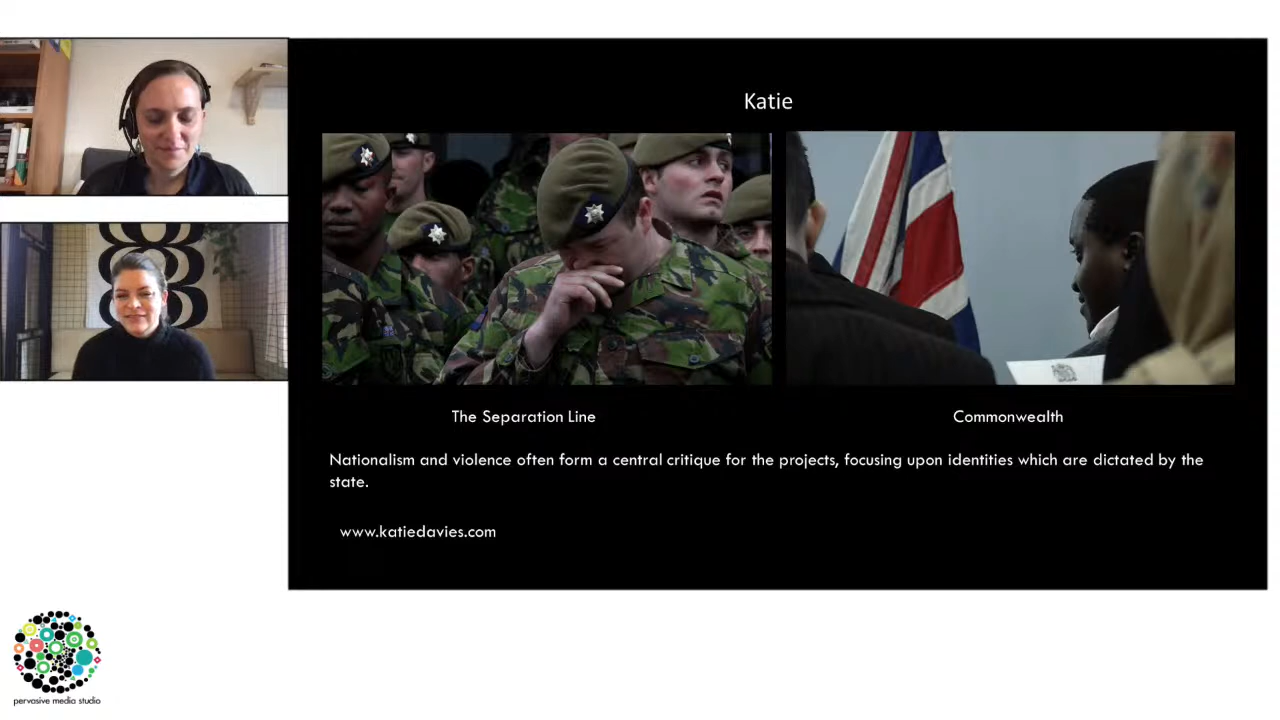 Katie
The Separation Line
Commonwealth
Nationalism and violence often form a central critique for the projects, focusing upon identities which are dictated by the
state.
www.katiedavies.com
pervasive media studio